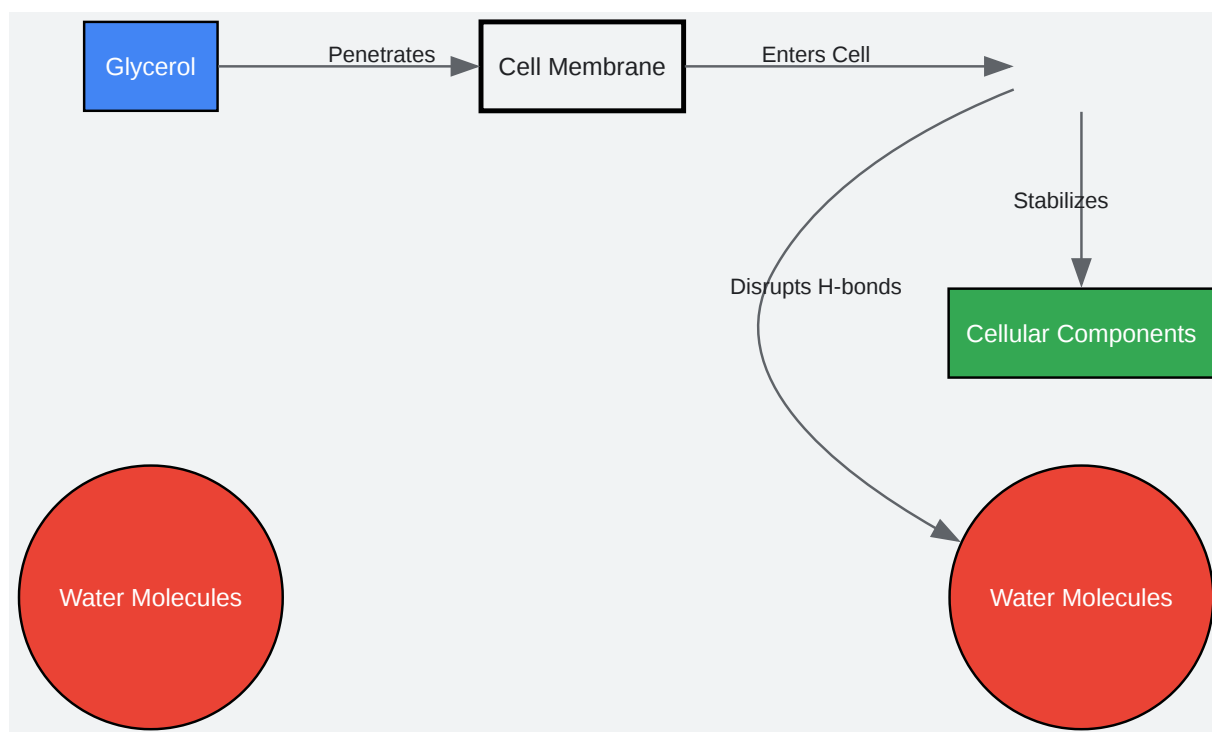 Glycerol
Penetrates
Cell Membrane
Enters Cell
Stabilizes
Disrupts H-bonds
Cellular Components
Water Molecules
Water Molecules